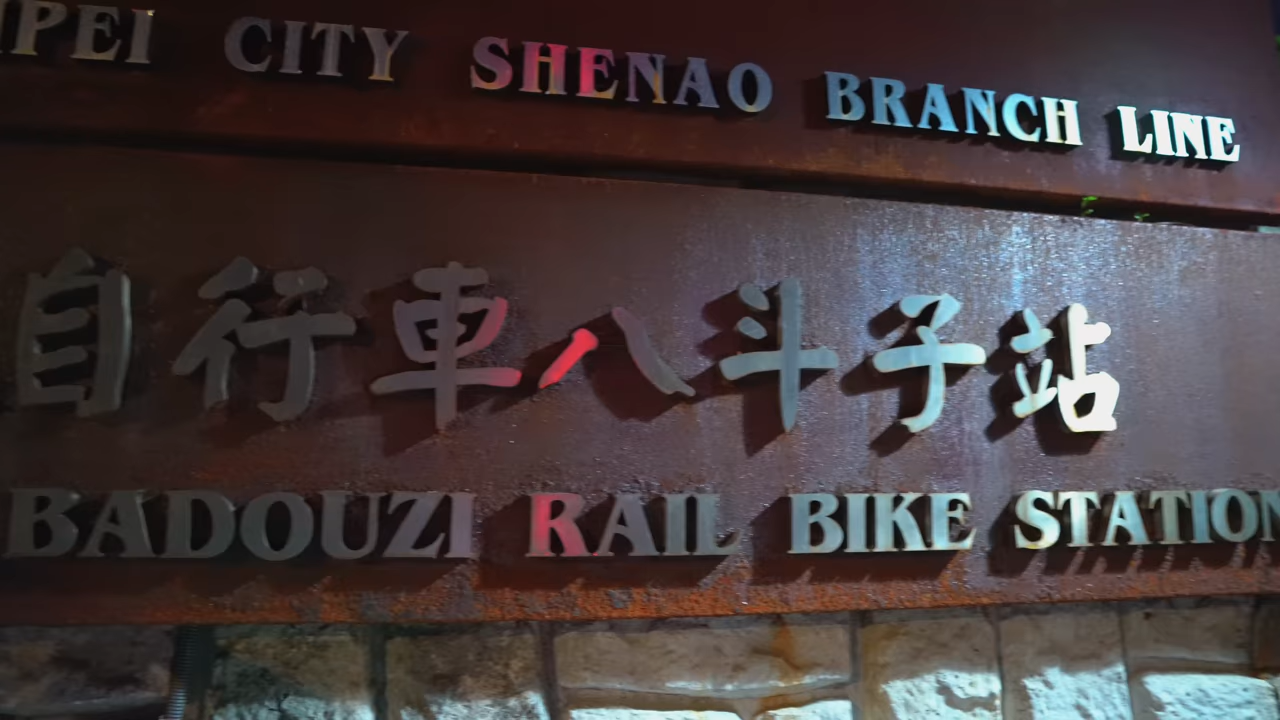 IPEI CITY SHENAO BRANCH LINE
自行車八斗子站
BADOUZI RAIL BIKE STATION